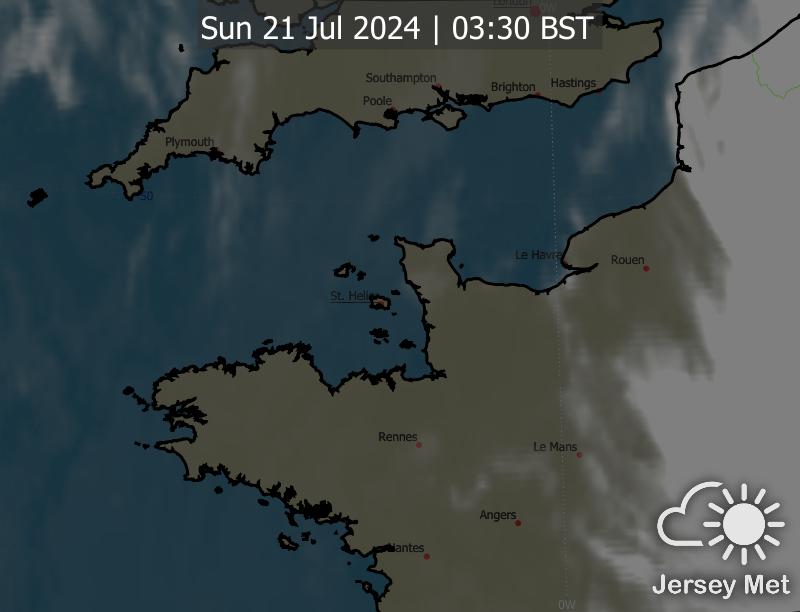 London
Sun 21 Jul 2024 | 03:30 BST
Southampton
Brighton
Hastings
Poole
Plymouth
50
Le Havre
Rouen
St. Helier
Rennes
Le Mans
Angers
Nantes
Jersey Met
0W